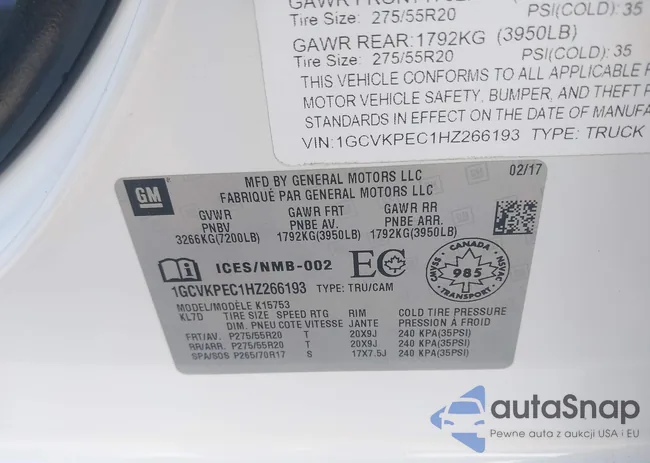 GAWR FRONT:
Tire Size: 275/55R20 PSI(COLD): 35
GAWR REAR:1792KG (3950LB)
Tire Size: 275/55R20 PSI(COLD): 35
THIS VEHICLE CONFORMS TO ALL APPLICABLE
MOTOR VEHICLE SAFETY, BUMPER, AND THEFT
STANDARDS IN EFFECT ON THE DATE OF MANUFA
VIN:1GCVKPEC1HZ266193 TYPE: TRUCK
GM
MFD BY GENERAL MOTORS LLC 02/17
FABRIQUÉ PAR GENERAL MOTORS LLC
GVWR GAWR FRT GAWR RR
PNBV PNBE AV. PNBE ARR.
3266KG(7200LB) 1792KG(3950LB) 1792KG(3950LB)
ICES/NMB-002 EC
CANADA
CMVSS 985 NSVAC
TRANSPORT
1GCVKPEC1HZ266193 TYPE: TRU/CAM
MODEL/MODÈLE K15753
KL7D TIRE SIZE SPEED RTG RIM COLD TIRE PRESSURE
DIM. PNEU COTE VITESSE JANTE PRESSION À FROID
FRT/AV. P275/55R20 T 20X9J 240 KPA(35PSI)
RR/ARR. P275/55R20 T 20X9J 240 KPA(35PSI)
SPA/SOS P265/70R17 S 17X7.5J 240 KPA(35PSI)
autaSnap
Pewne auta z aukcji USA i EU